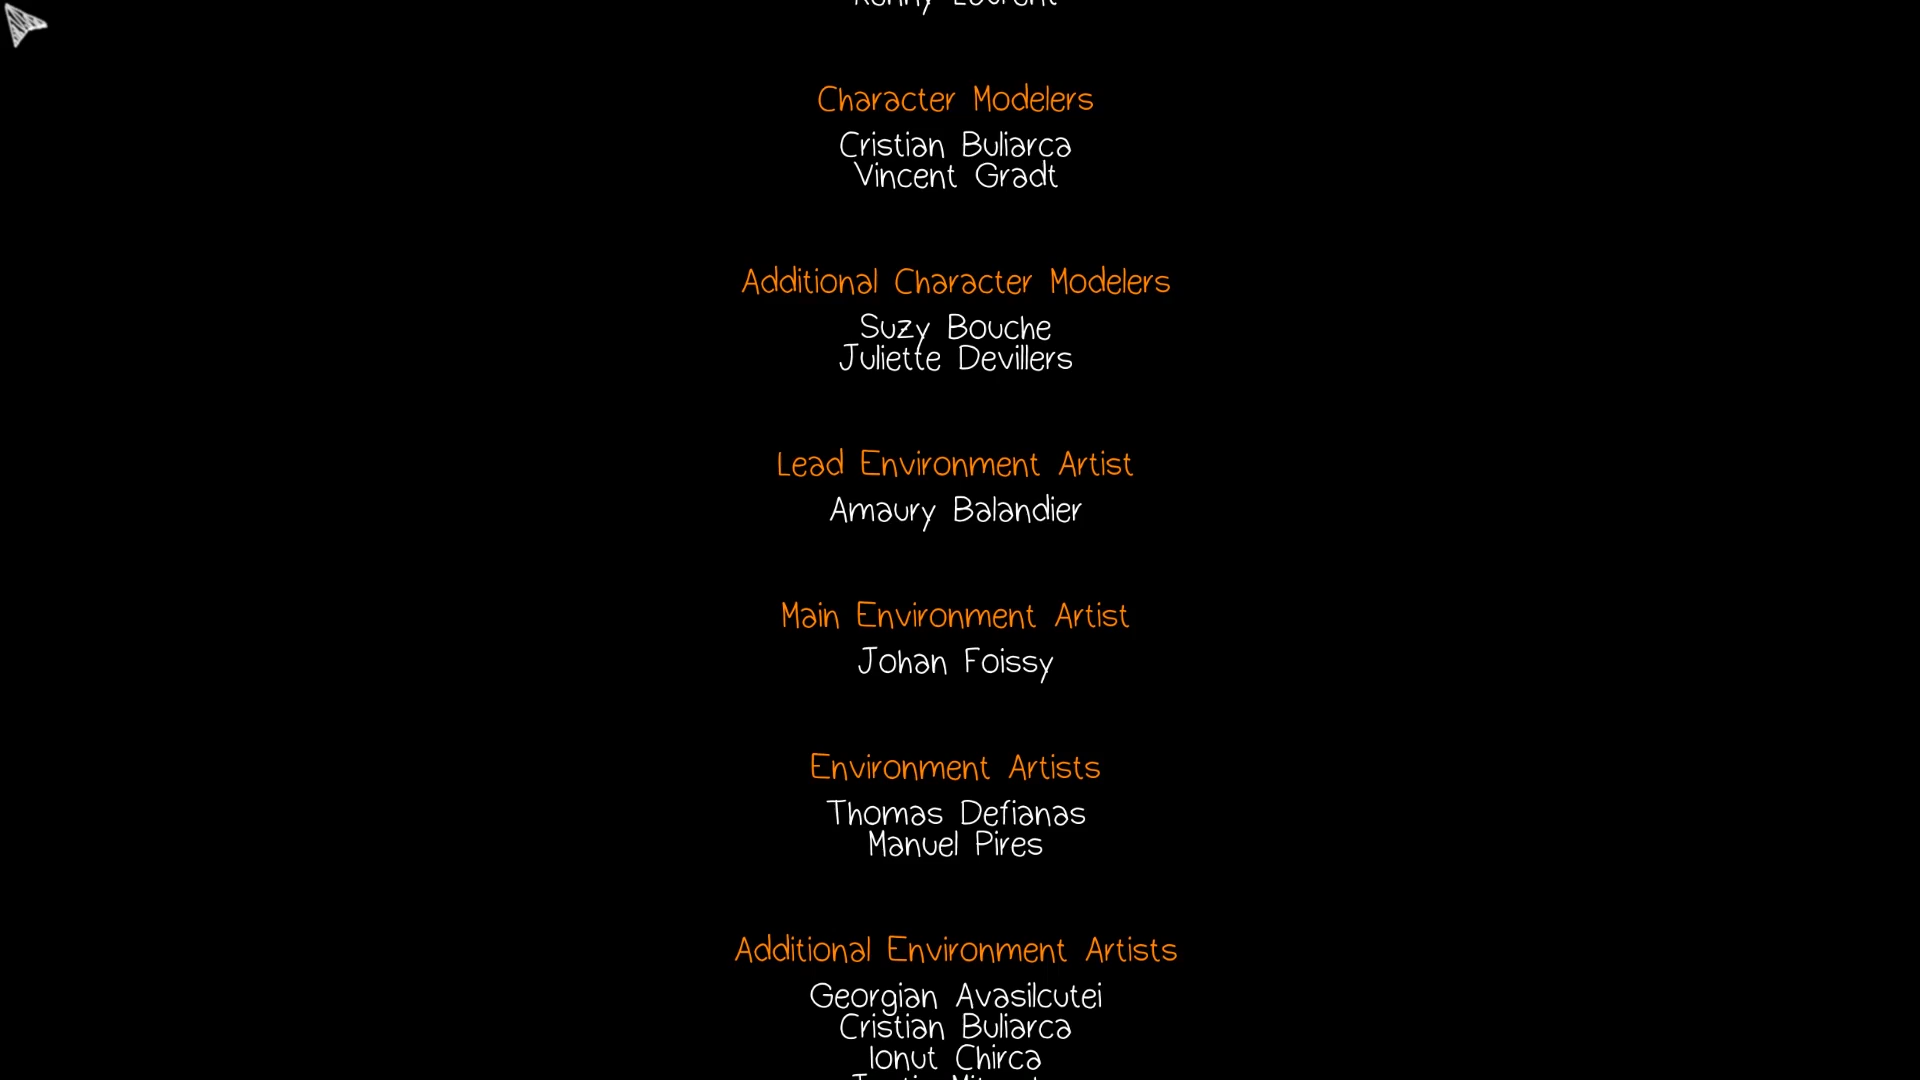 Character Modelers
Cristian Buliarca
Vincent Gradt
Additional Character Modelers
Suzy Bouche
Juliette Devillers
Lead Environment Artist
Amaury Balandier
Main Environment Artist
Johan Foissy
Environment Artists
Thomas Defianas
Manuel Pires
Additional Environment Artists
Georgian Avasilcutei
Cristian Buliarca
Ionut Chirca